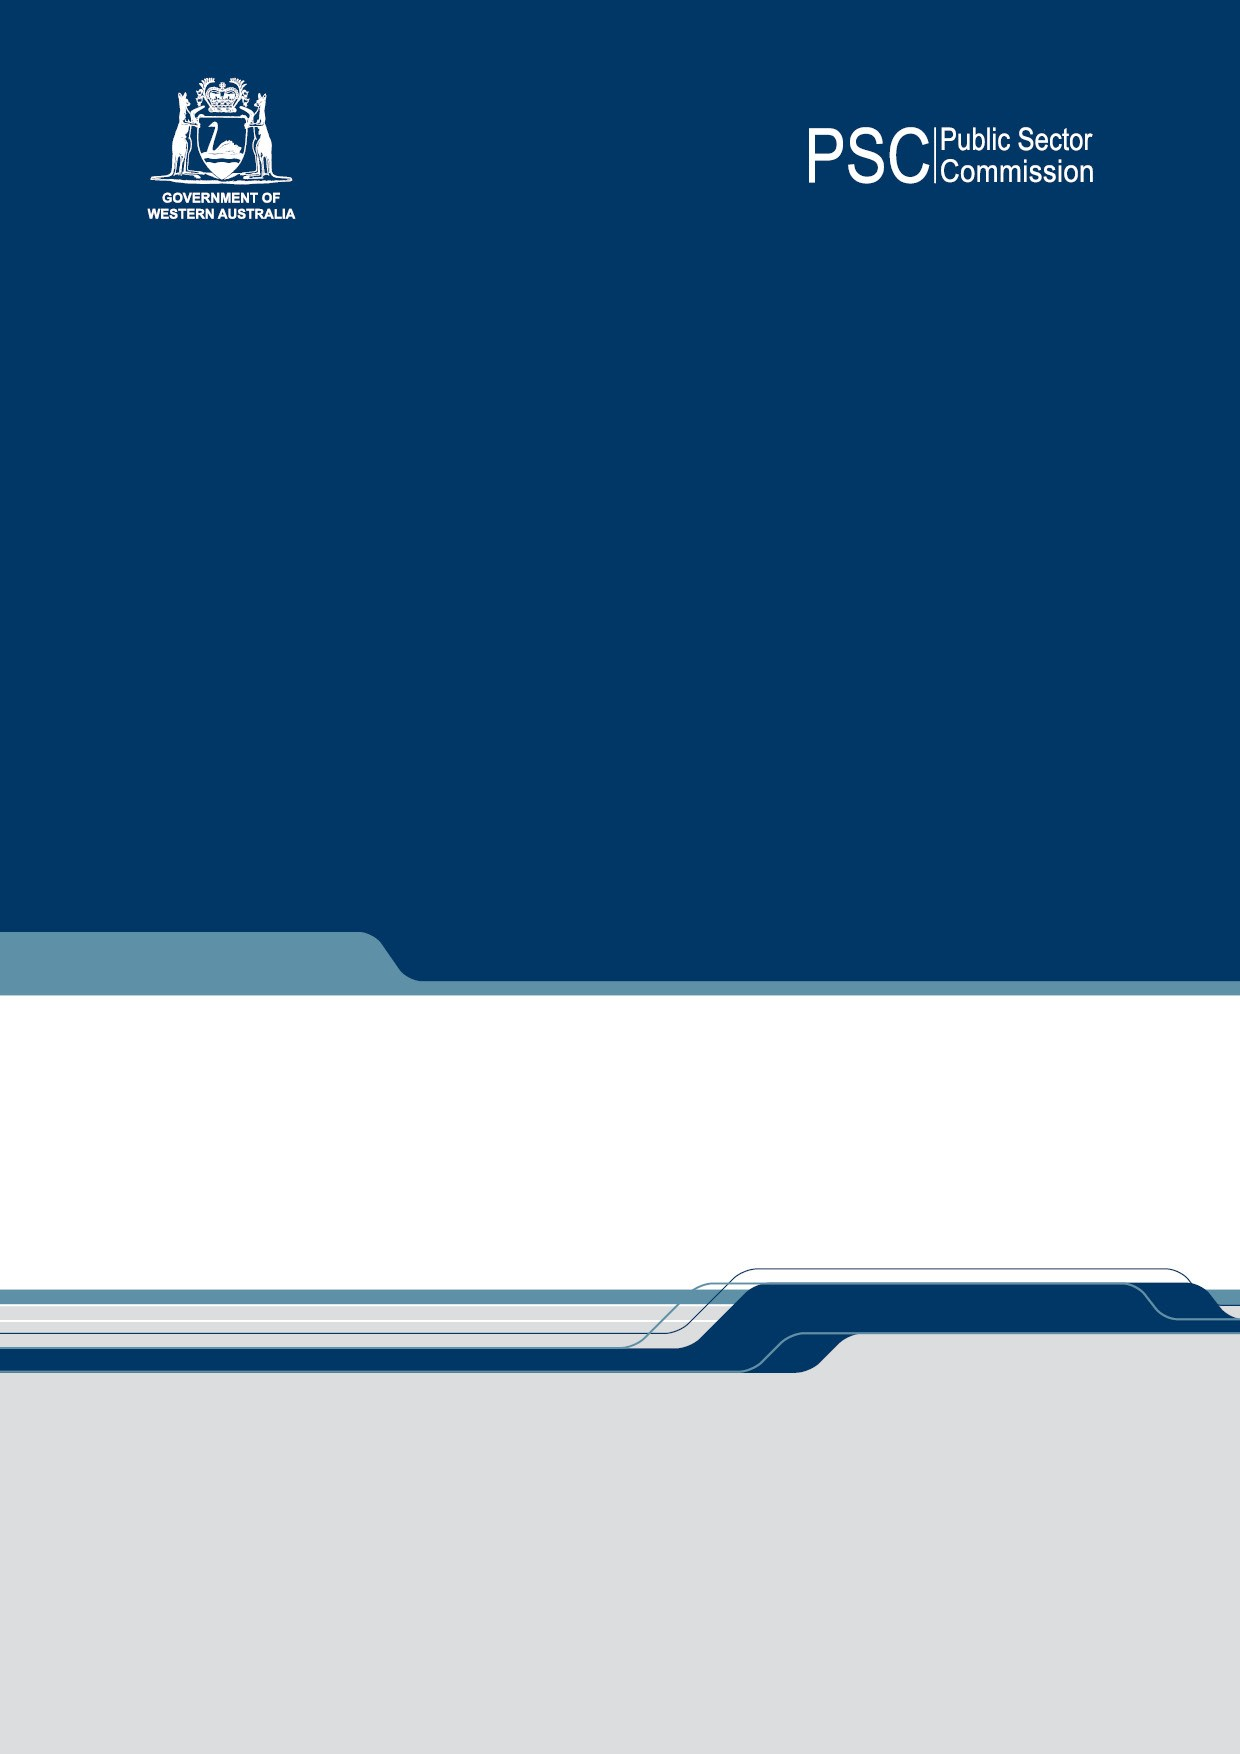 GOVERNMENT OF
WESTERN AUSTRALIA
PSC
Public Sector
Commission